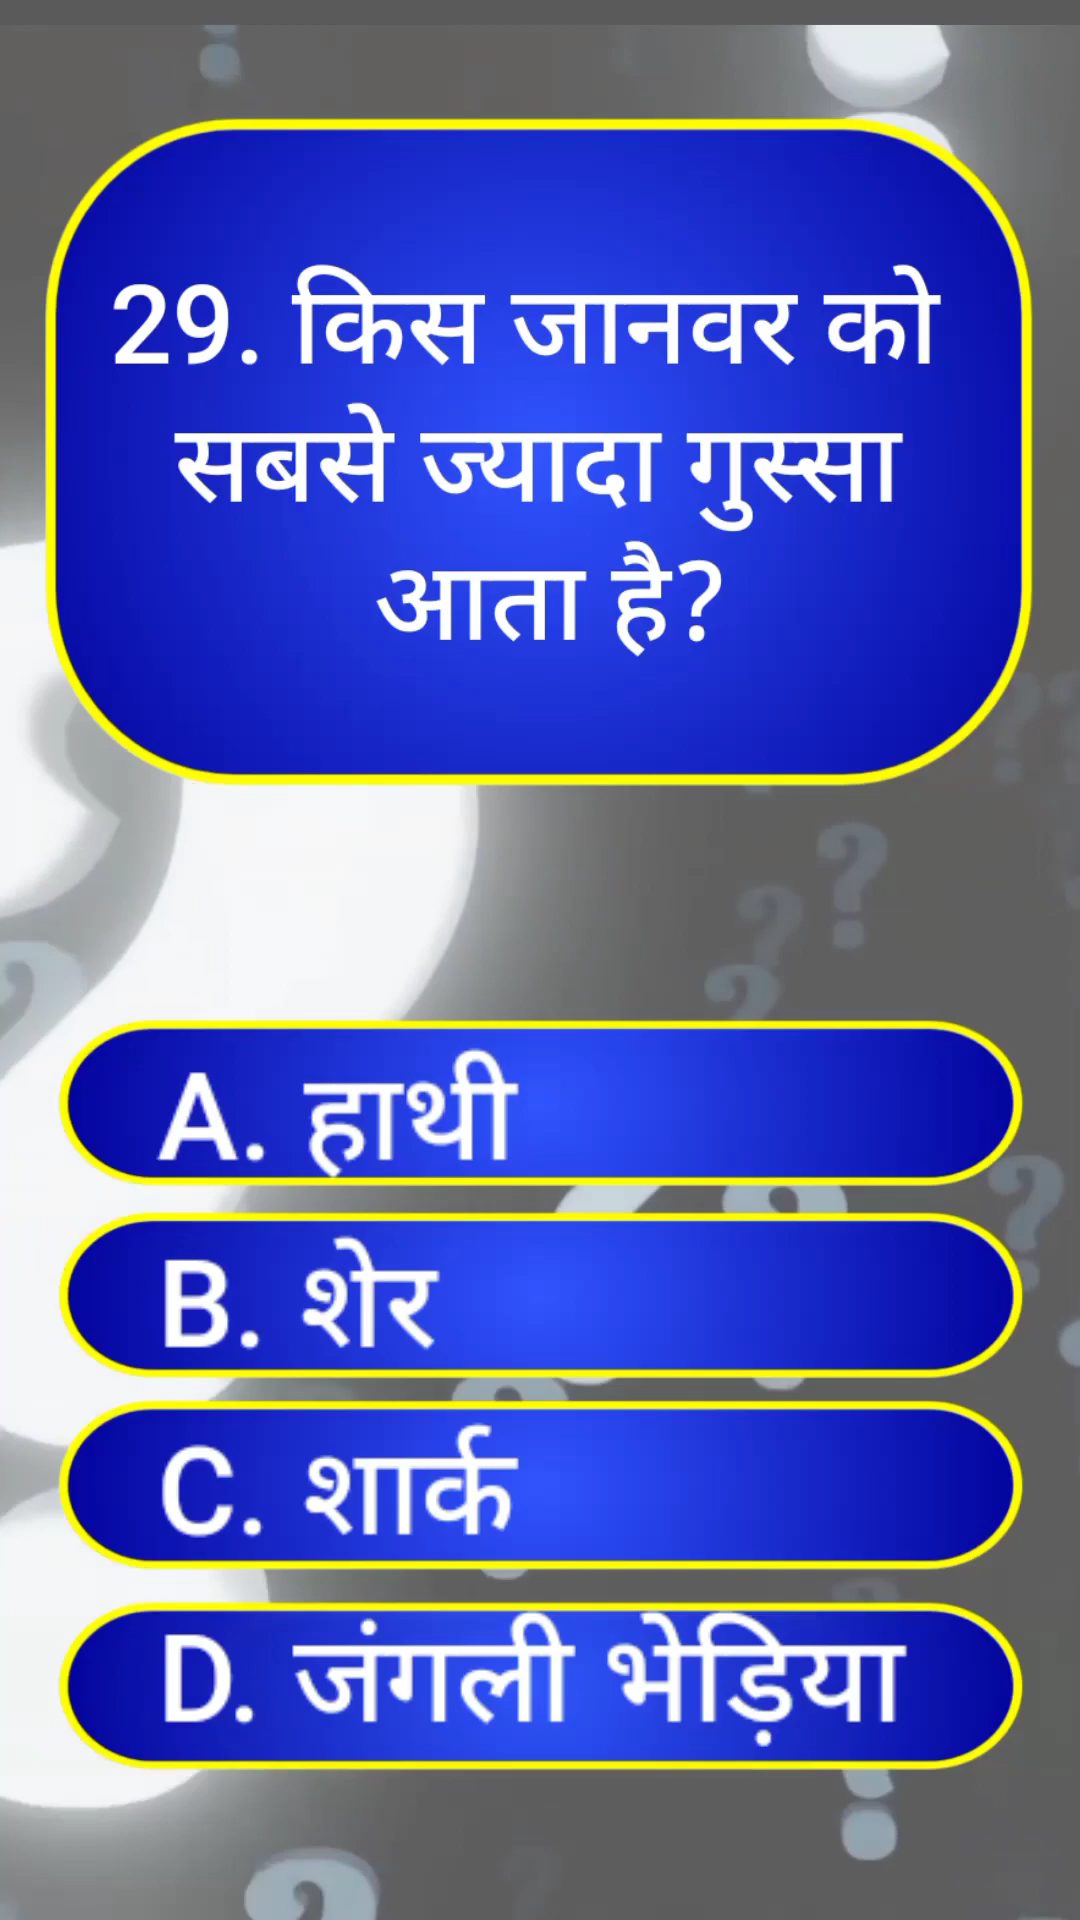 29. किस जानवर को
सबसे ज्यादा गुस्सा
आता है?
A. हाथी
B. शेर
C. शार्क
D. जंगली भेड़िया